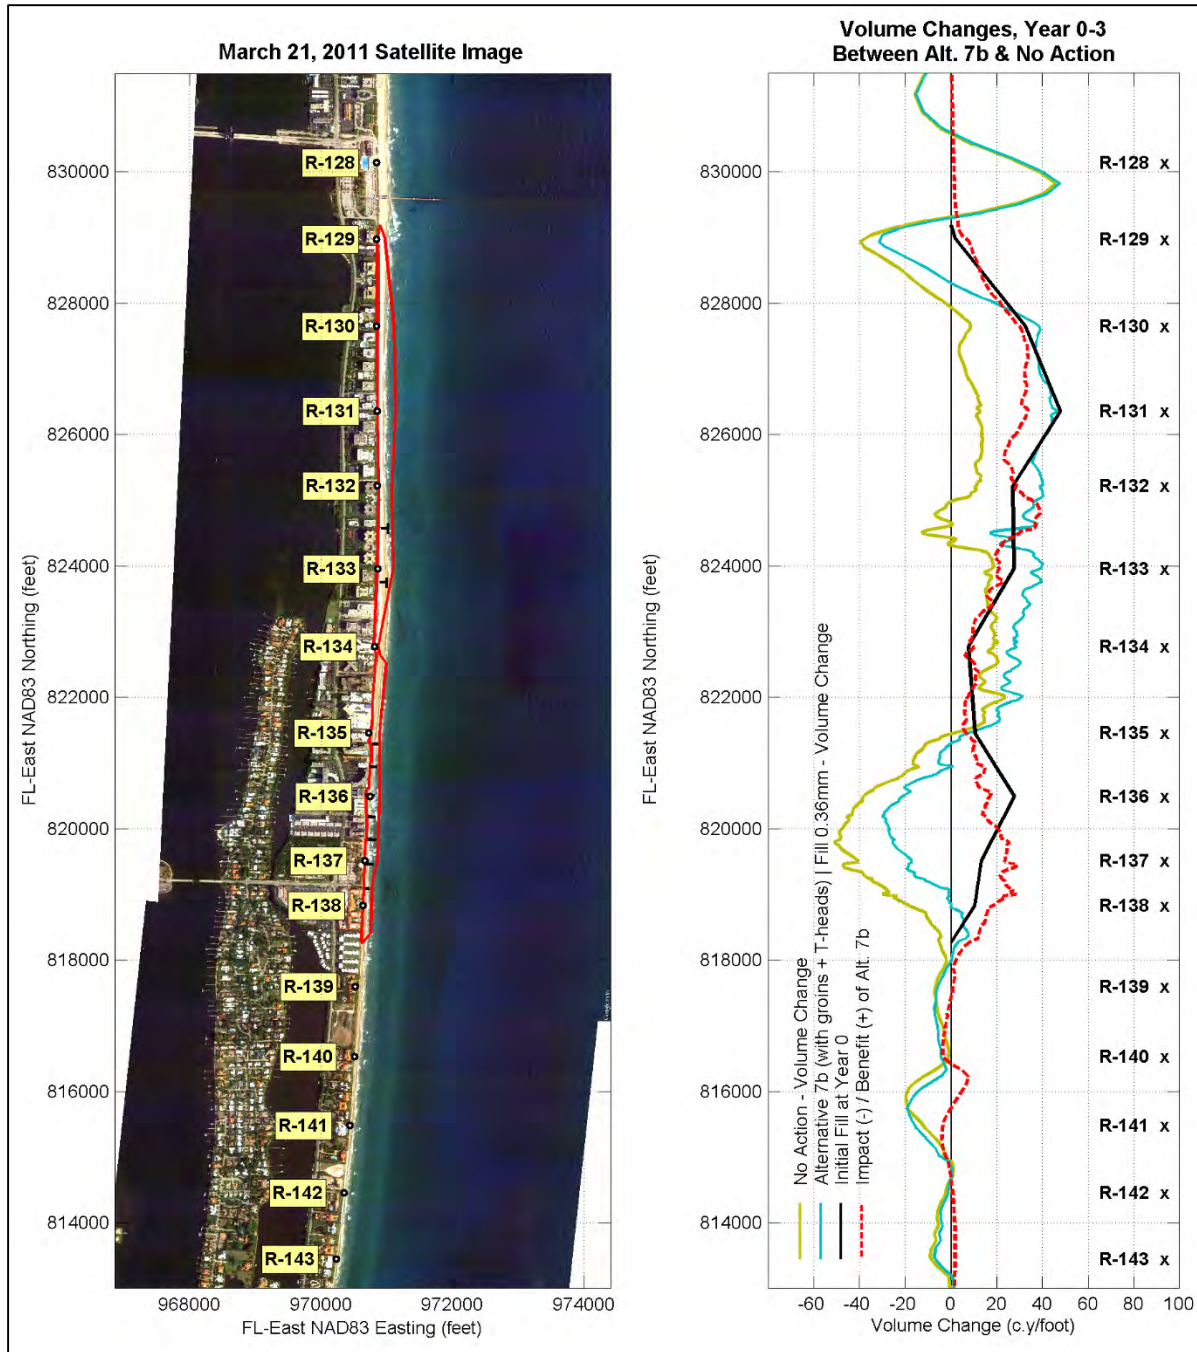 March 21, 2011 Satellite Image
830000
828000
826000
824000
822000
820000
818000
816000
814000
FL-East NAD83 Northing (feet)
R-128
R-129
R-130
R-131
R-132
R-133
R-134
R-135
R-136
R-137
R-138
R-139
R-140
R-141
R-142
R-143
968000 970000 972000 974000
FL-East NAD83 Easting (feet)
Volume Changes, Year 0-3
Between Alt. 7b & No Action
830000
828000
826000
824000
822000
820000
818000
816000
814000
FL-East NAD83 Northing (feet)
R-128 x
R-129 x
R-130 x
R-131 x
R-132 x
R-133 x
R-134 x
R-135 x
R-136 x
R-137 x
R-138 x
R-139 x
R-140 x
R-141 x
R-142 x
R-143 x
No Action - Volume Change
Alternative 7b (with groins + T-heads) | Fill 0.36mm - Volume Change
Initial Fill at Year 0
Impact (-) / Benefit (+) of Alt. 7b
-60 -40 -20 0 20 40 60 80 100
Volume Change (c.y/foot)